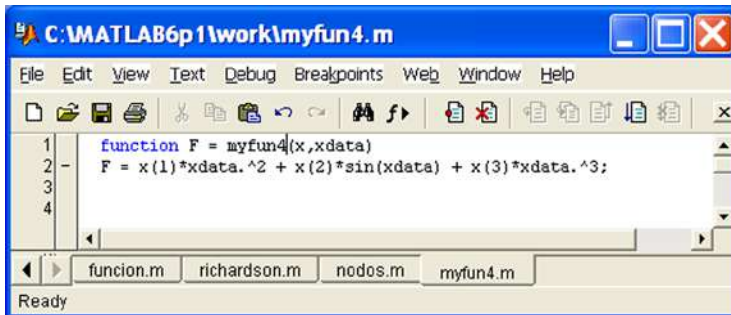 C:\MATLAB6p1\work\myfun4.m
File Edit View Text Debug Breakpoints Web Window Help
1 function F = myfun4(x,xdata)
2 - F = x(1)*xdata.^2 + x(2)*sin(xdata) + x(3)*xdata.^3;
3
4
funcion.m richardson.m nodos.m myfun4.m
Ready